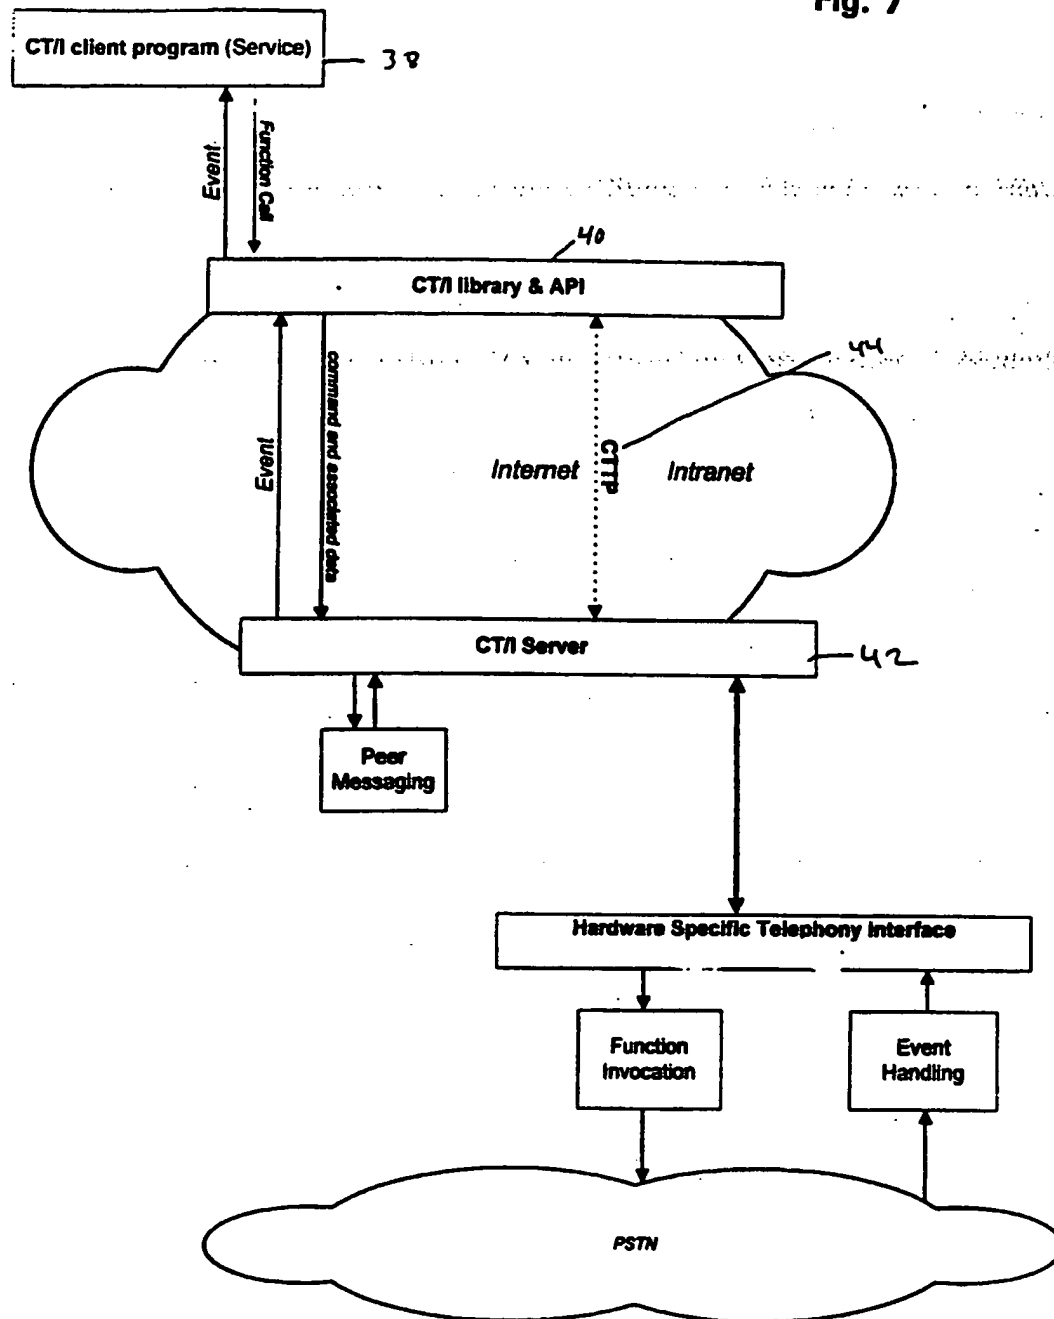 Fig. 7
CT/I client program (Service)
38
Event
Function Call
40
CT/I library & API
44
Event
command and associated data
Internet
CTTP
Intranet
CT/I Server
42
Peer
Messaging
Hardware Specific Telephony Interface
Function
Invocation
Event
Handling
PSTN